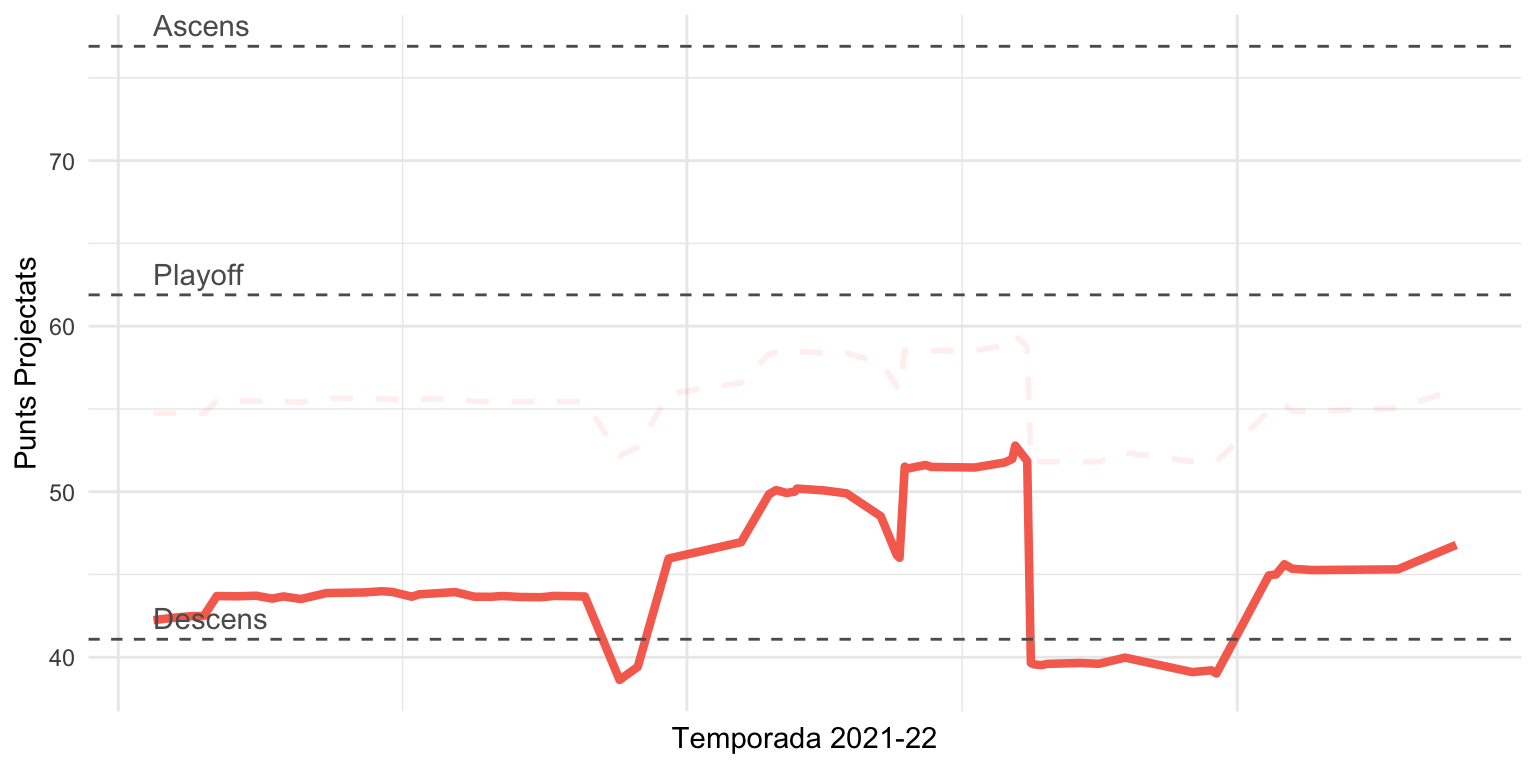 Ascens
70
Playoff
60
50
Descens
40
Punts Projectats
Temporada 2021-22